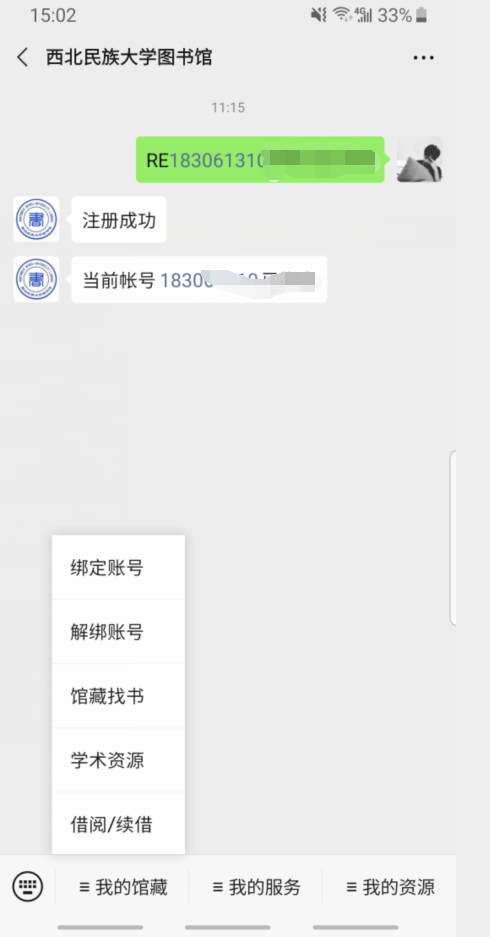 15:02
4G 33%
西北民族大学图书馆
11:15
RE183061310
注册成功
当前帐号 1830
绑定账号
解绑账号
馆藏找书
学术资源
借阅/续借
我的馆藏
我的服务
我的资源